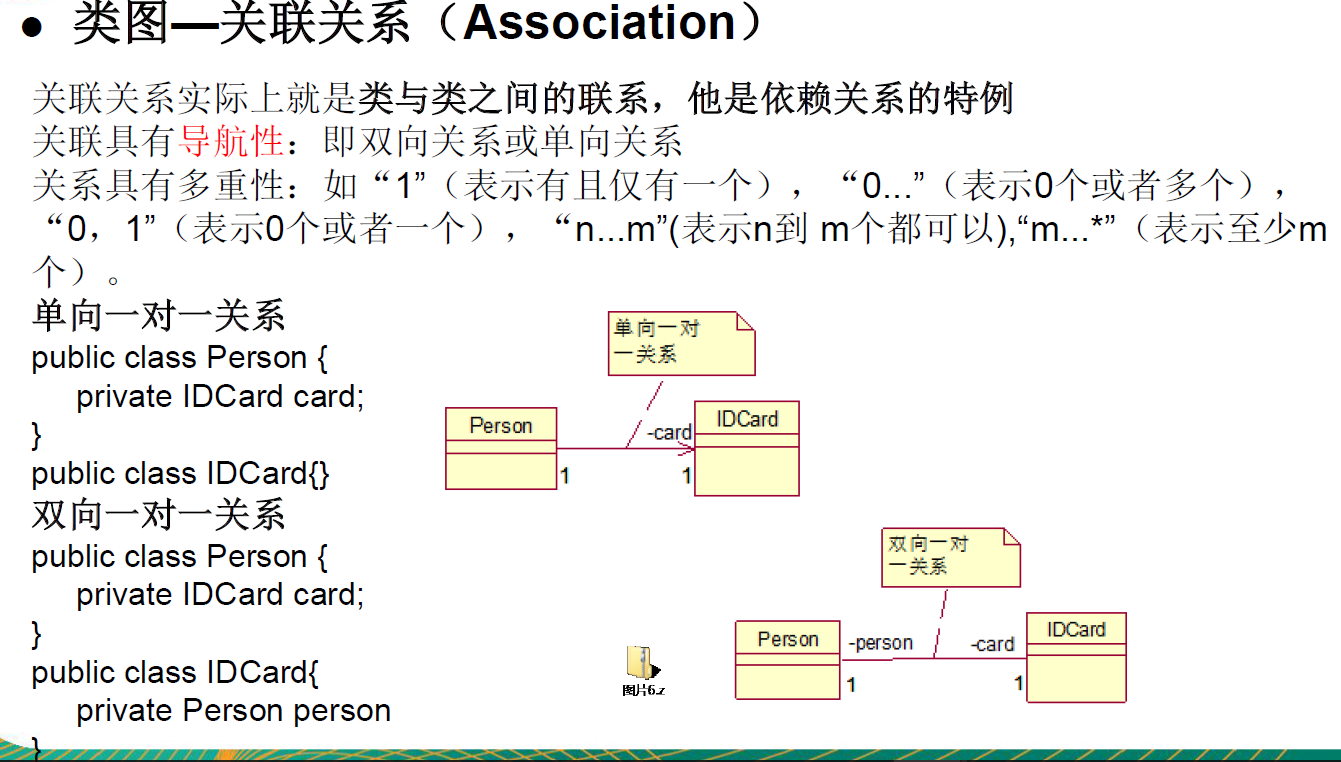 ● 类图—关联关系（Association）
关联关系实际上就是类与类之间的联系，他是依赖关系的特例
关联具有导航性：即双向关系或单向关系
关系具有多重性：如“1”（表示有且仅有一个），“0...”（表示0个或者多个），
“0，1”（表示0个或者一个），“n...m”(表示n到 m个都可以),“m...*”（表示至少m
个）。
单向一对一关系
public class Person {
private IDCard card;
}
public class IDCard{}
双向一对一关系
public class Person {
private IDCard card;
}
public class IDCard{
private Person person
}
单向一对
一关系
Person
-card
IDCard
1
1
双向一对
一关系
Person
-person
-card
IDCard
1
1
图片6.z